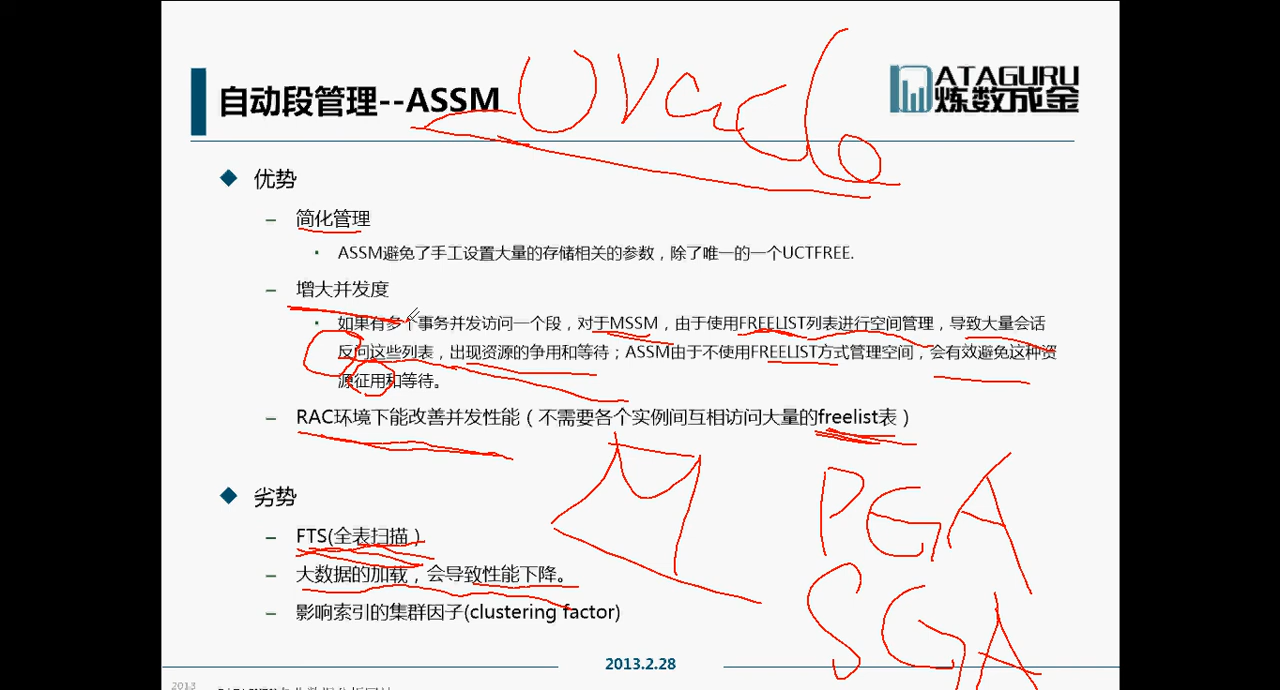 自动段管理--ASSM
Oracle
ATAGURU
炼数成金
优势
– 简化管理
· ASSM避免了手工设置大量的存储相关的参数，除了唯一的一个UCTFREE.
– 增大并发度
· 如果有多个事务并发访问一个段，对于MSSM，由于使用FREELIST列表进行空间管理，导致大量会话
反问这些列表，出现资源的争用和等待；ASSM由于不使用FREELIST方式管理空间，会有效避免这种资
源征用和等待。
– RAC环境下能改善并发性能（不需要各个实例间互相访问大量的freelist表）
M
PGA
劣势
– FTS(全表扫描）
– 大数据的加载，会导致性能下降。
SGA
– 影响索引的集群因子(clustering factor)
2013.2.28
2013